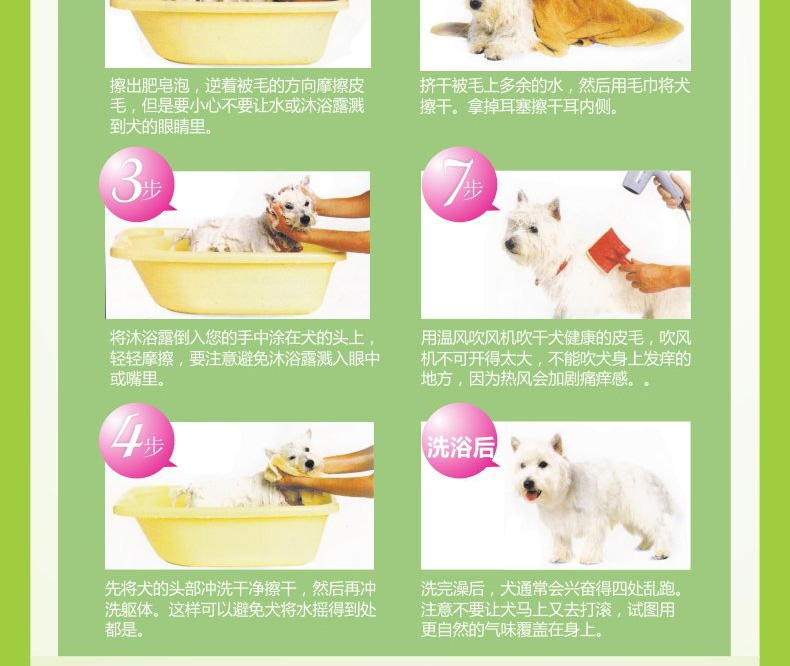 擦出肥皂泡，逆着被毛的方向摩擦皮
毛，但是要小心不要让水或沐浴露溅
到犬的眼睛里。
挤干被毛上多余的水，然后用毛巾将犬
擦干。拿掉耳塞擦干耳内侧。
3步
将沐浴露倒入您的手中涂在犬的头上，
轻轻摩擦，要注意避免沐浴露溅入眼中
或嘴里。
7步
用温风吹风机吹干犬健康的皮毛，吹风
机不可开得太大，不能吹犬身上发痒的
地方，因为热风会加剧痛痒感。。
4步
先将犬的头部冲洗干净擦干，然后再冲
洗躯体。这样可以避免犬将水摇得到处
都是。
洗浴后
洗完澡后，犬通常会兴奋得四处乱跑。
注意不要让犬马上又去打滚，试图用
更自然的气味覆盖在身上。